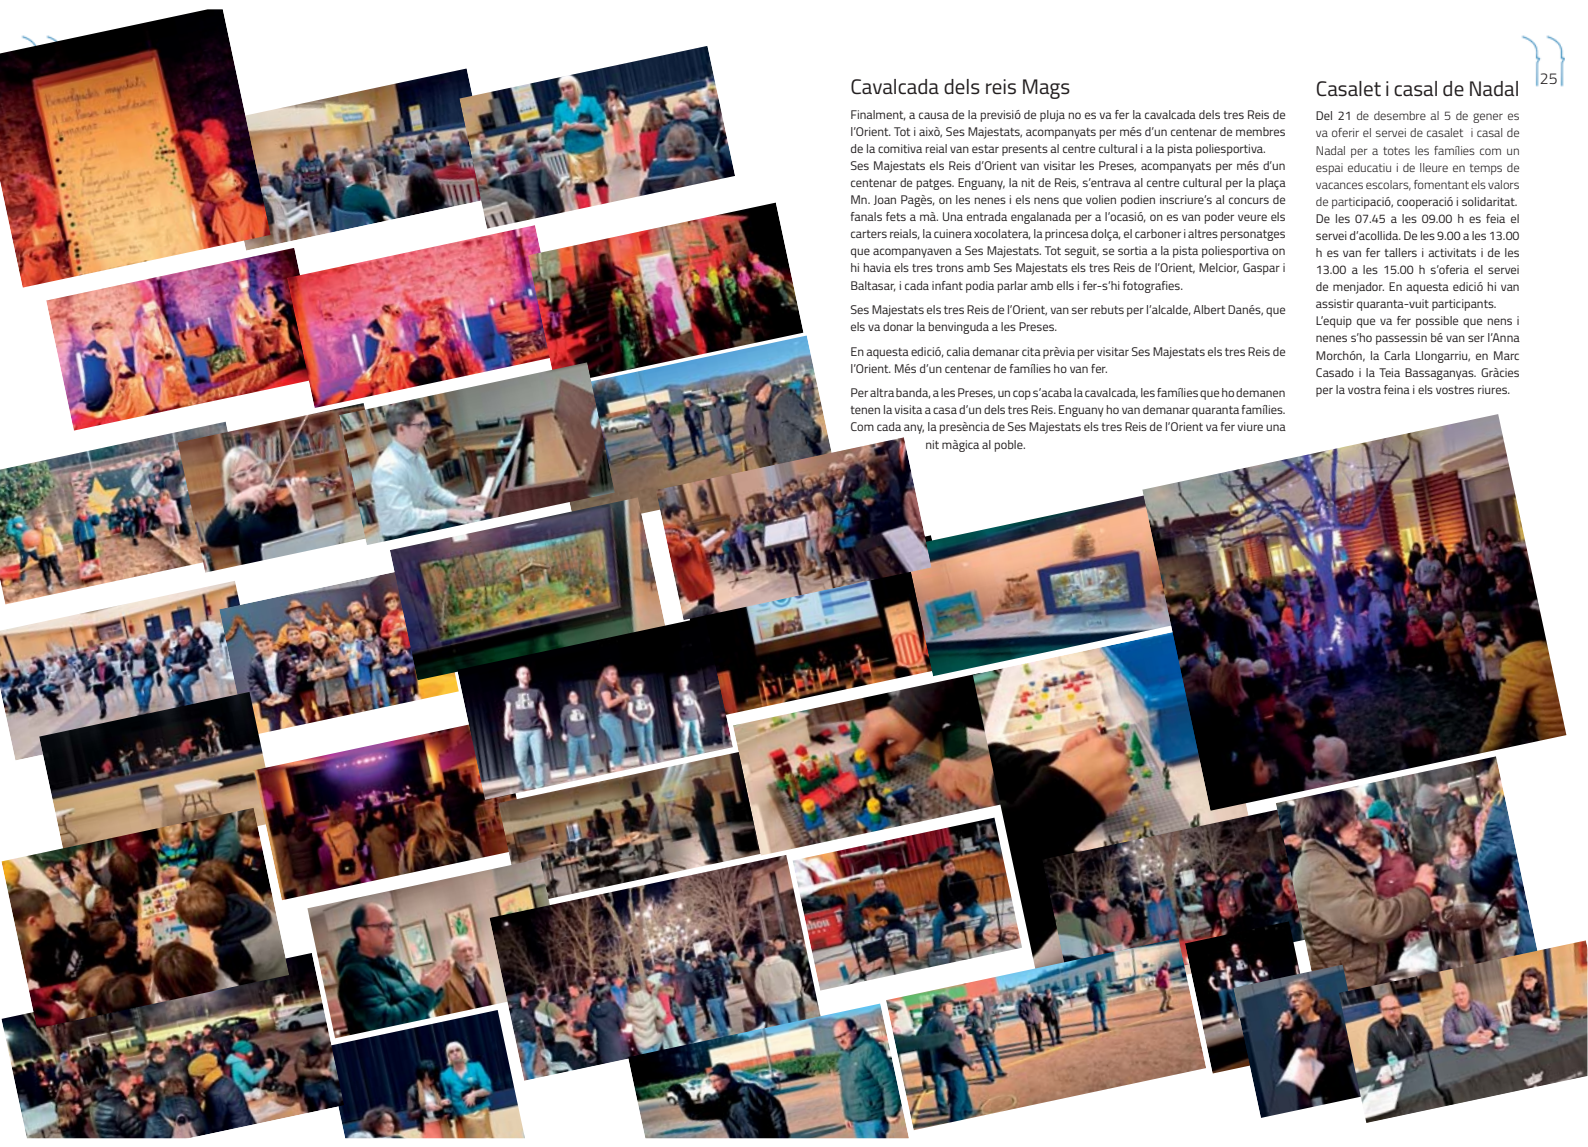 Benvolgudes majestats
A les Preses us voldríem
demanar:
Cavalcada dels reis Mags
Finalment, a causa de la previsió de pluja no es va fer la cavalcada dels tres Reis de
l'Orient. Tot i això, Ses Majestats, acompanyats per més d'un centenar de membres
de la comitiva reial van estar presents al centre cultural i a la pista poliesportiva.
Ses Majestats els Reis d'Orient van visitar les Preses, acompanyats per més d'un
centenar de patges. Enguany, la nit de Reis, s'entrava al centre cultural per la plaça
Mn. Joan Pagès, on les nenes i els nens que volien podien inscriure's al concurs de
fanals fets a mà. Una entrada engalanada per a l'ocasió, on es van poder veure els
carters reials, la cuinera xocolatera, la princesa dolça, el carboner i altres personatges
que acompanyaven a Ses Majestats. Tot seguit, se sortia a la pista poliesportiva on
hi havia els tres trons amb Ses Majestats els tres Reis de l'Orient, Melcior, Gaspar i
Baltasar, i cada infant podia parlar amb ells i fer-s'hi fotografies.
Ses Majestats els tres Reis de l'Orient, van ser rebuts per l'alcalde, Albert Danés, que
els va donar la benvinguda a les Preses.
En aquesta edició, calia demanar cita prèvia per visitar Ses Majestats els tres Reis de
l'Orient. Més d'un centenar de famílies ho van fer.
Per altra banda, a les Preses, un cop s'acaba la cavalcada, les famílies que ho demanen
tenen la visita a casa d'un dels tres Reis. Enguany ho van demanar quaranta famílies.
Com cada any, la presència de Ses Majestats els tres Reis de l'Orient va fer viure una
nit màgica al poble.
Casalet i casal de Nadal
Del 21 de desembre al 5 de gener es
va oferir el servei de casalet i casal de
Nadal per a totes les famílies com un
espai educatiu i de lleure en temps de
vacances escolars, fomentant els valors
de participació, cooperació i solidaritat.
De les 07.45 a les 09.00 h es feia el
servei d'acollida. De les 9.00 a les 13.00
h es van fer tallers i activitats i de les
13.00 a les 15.00 h s'oferia el servei
de menjador. En aquesta edició hi van
assistir quaranta-vuit participants.
L'equip que va fer possible que nens i
nenes s'ho passessin bé van ser l'Anna
Morchón, la Carla Llongarriu, en Marc
Casado i la Teia Bassaganyas. Gràcies
per la vostra feina i els vostres riures.
25